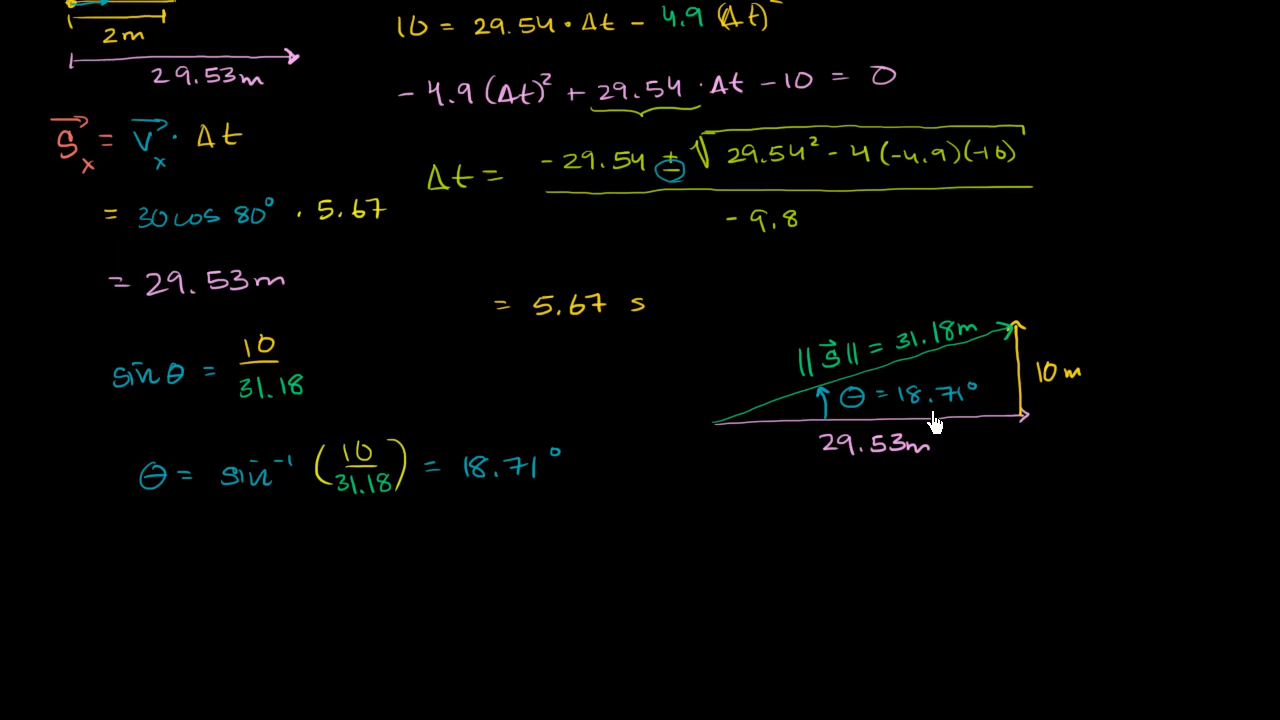 2m
29.53m
10 = 29.54 · Δt − 4.9 (Δt)²
−4.9(Δt)² + 29.54 · Δt − 10 = 0
S⃗ₓ = V⃗ₓ · Δt
Δt = (−29.54 ± √(29.54² − 4(−4.9)(−10))) / −9.8
= 30 cos 80° · 5.67
= 29.53m
= 5.67 s
sin θ = 10/31.18
||S⃗|| = 31.18m
10 m
θ = 18.71°
29.53m
θ = sin⁻¹ (10/31.18) = 18.71°